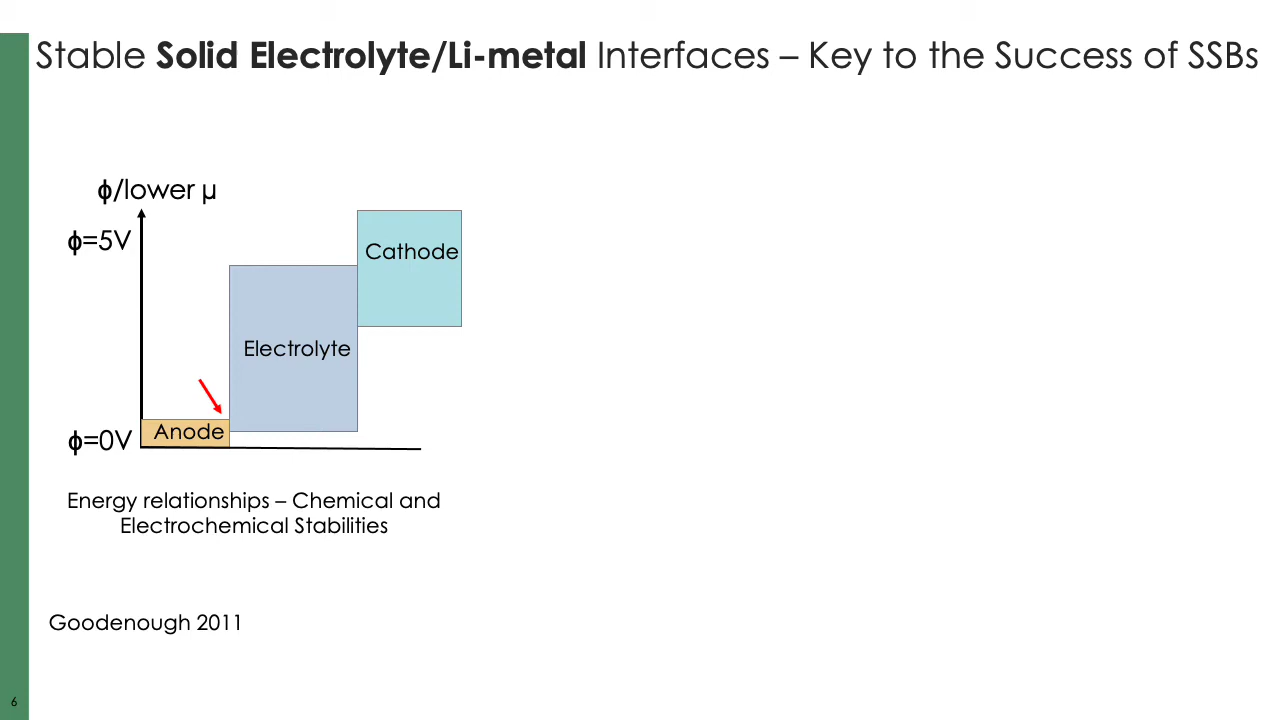 Stable Solid Electrolyte/Li-metal Interfaces – Key to the Success of SSBs
ϕ/lower µ
ϕ=5V
Cathode
Electrolyte
Anode
ϕ=0V
Energy relationships – Chemical and
Electrochemical Stabilities
Goodenough 2011
6